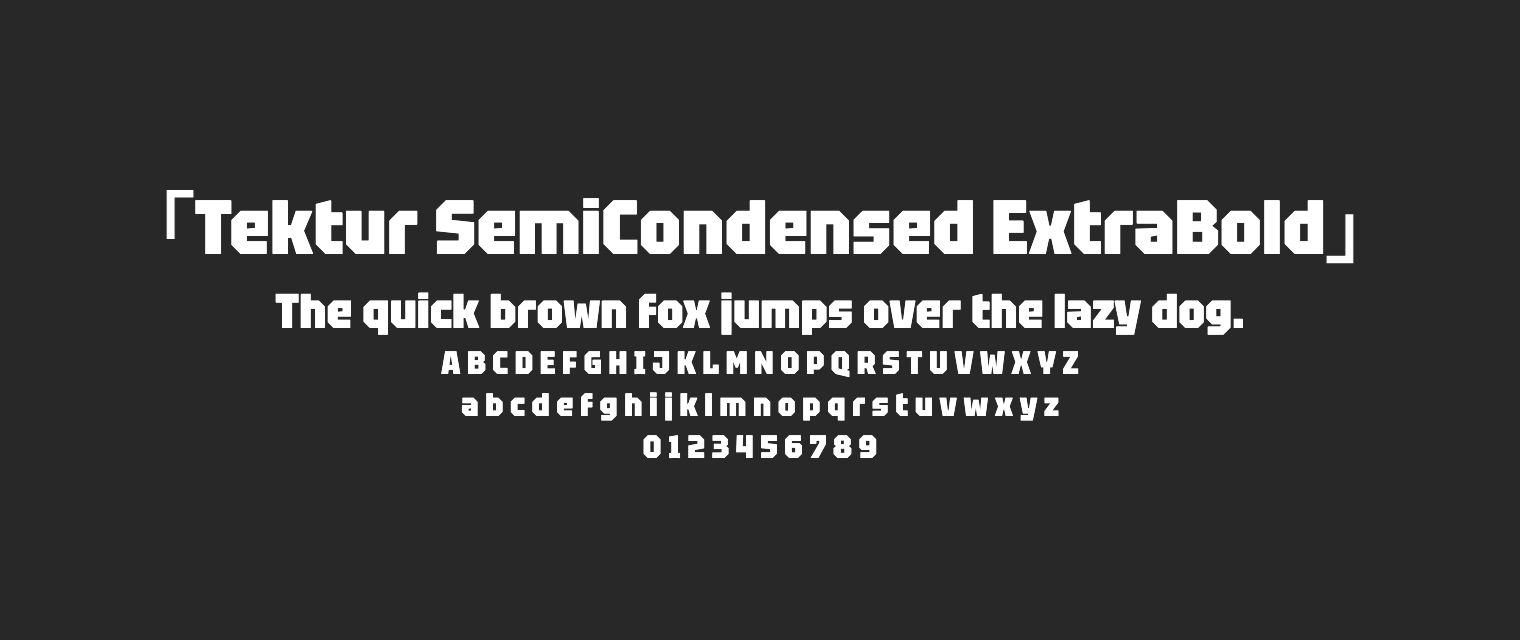 「Tektur SemiCondensed ExtraBold」
The quick brown fox jumps over the lazy dog.
ABCDEFGHIJKLMNOPQRSTUVWXYZ
abcdefghijklmnopqrstuvwxyz
0123456789